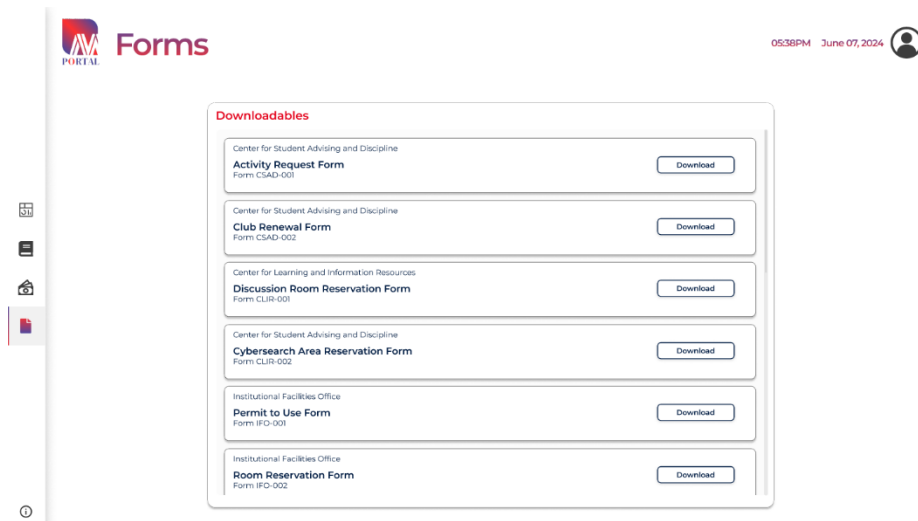 PORTAL
Forms
05:38PM June 07, 2024
Downloadables
Center for Student Advising and Discipline
Activity Request Form
Form CSAD-001
Download
Center for Student Advising and Discipline
Club Renewal Form
Form CSAD-002
Download
Center for Learning and Information Resources
Discussion Room Reservation Form
Form CLIR-001
Download
Center for Student Advising and Discipline
Cybersearch Area Reservation Form
Form CLIR-002
Download
Institutional Facilities Office
Permit to Use Form
Form IFO-001
Download
Institutional Facilities Office
Room Reservation Form
Form IFO-002
Download